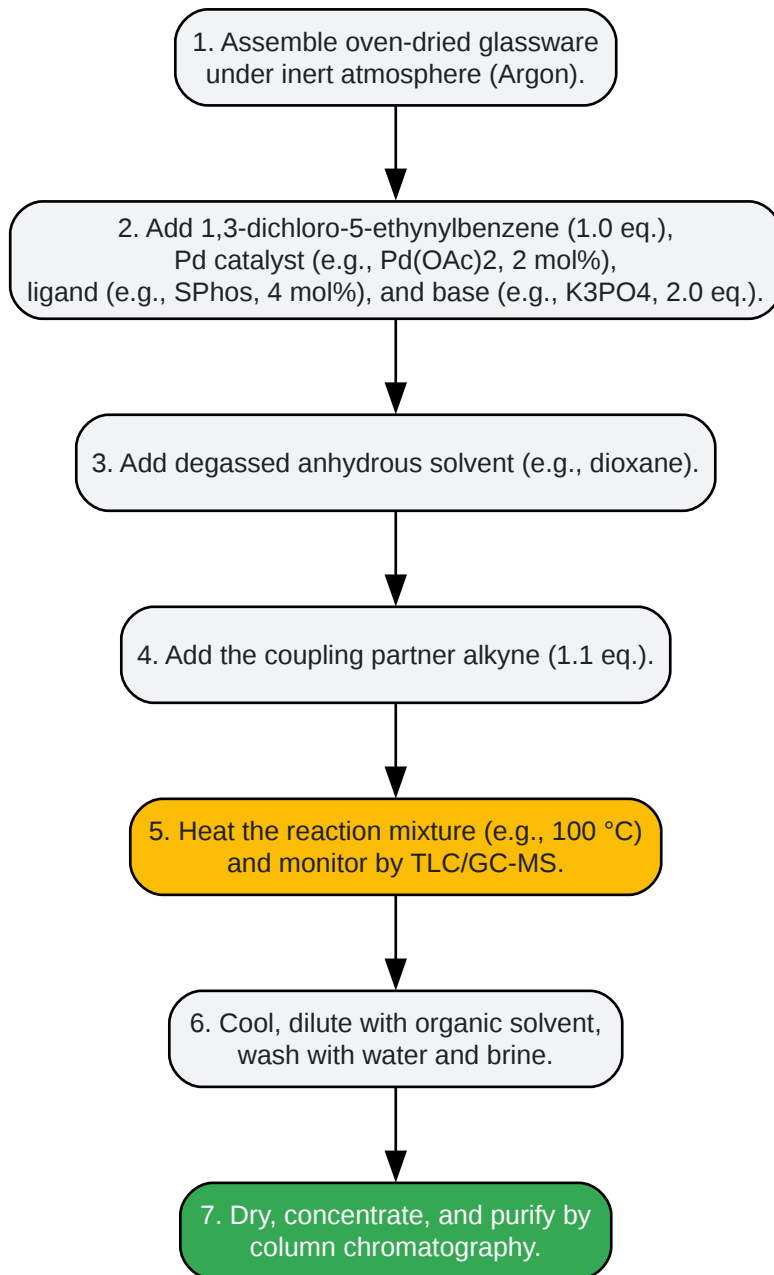 1. Assemble oven-dried glassware
under inert atmosphere (Argon).
2. Add 1,3-dichloro-5-ethynylbenzene (1.0 eq.),
Pd catalyst (e.g., Pd(OAc)2, 2 mol%),
ligand (e.g., SPhos, 4 mol%), and base (e.g., K3PO4, 2.0 eq.).
3. Add degassed anhydrous solvent (e.g., dioxane).
4. Add the coupling partner alkyne (1.1 eq.).
5. Heat the reaction mixture (e.g., 100 °C)
and monitor by TLC/GC-MS.
6. Cool, dilute with organic solvent,
wash with water and brine.
7. Dry, concentrate, and purify by
column chromatography.